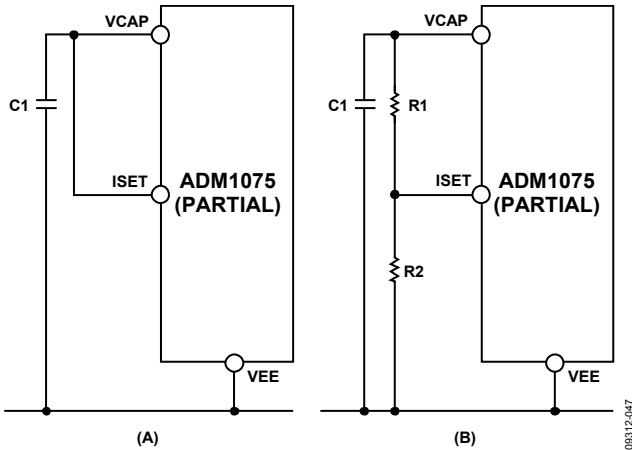 VCAP
C1
ISET
ADM1075
(PARTIAL)
VEE
(A)
VCAP
C1
R1
ISET
ADM1075
(PARTIAL)
R2
VEE
(B)
09312-047